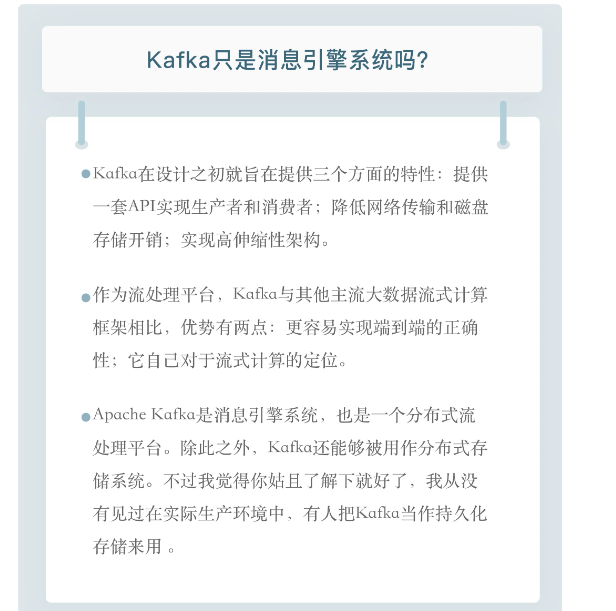 Kafka只是消息引擎系统吗？
Kafka在设计之初就旨在提供三个方面的特性：提供
一套API实现生产者和消费者；降低网络传输和磁盘
存储开销；实现高伸缩性架构。
作为流处理平台，Kafka与其他主流大数据流式计算
框架相比，优势有两点：更容易实现端到端的正确
性；它自己对于流式计算的定位。
Apache Kafka是消息引擎系统，也是一个分布式流
处理平台。除此之外，Kafka还能够被用作分布式存
储系统。不过我觉得你姑且了解下就好了，我从没
有见过在实际生产环境中，有人把Kafka当作持久化
存储来用 。